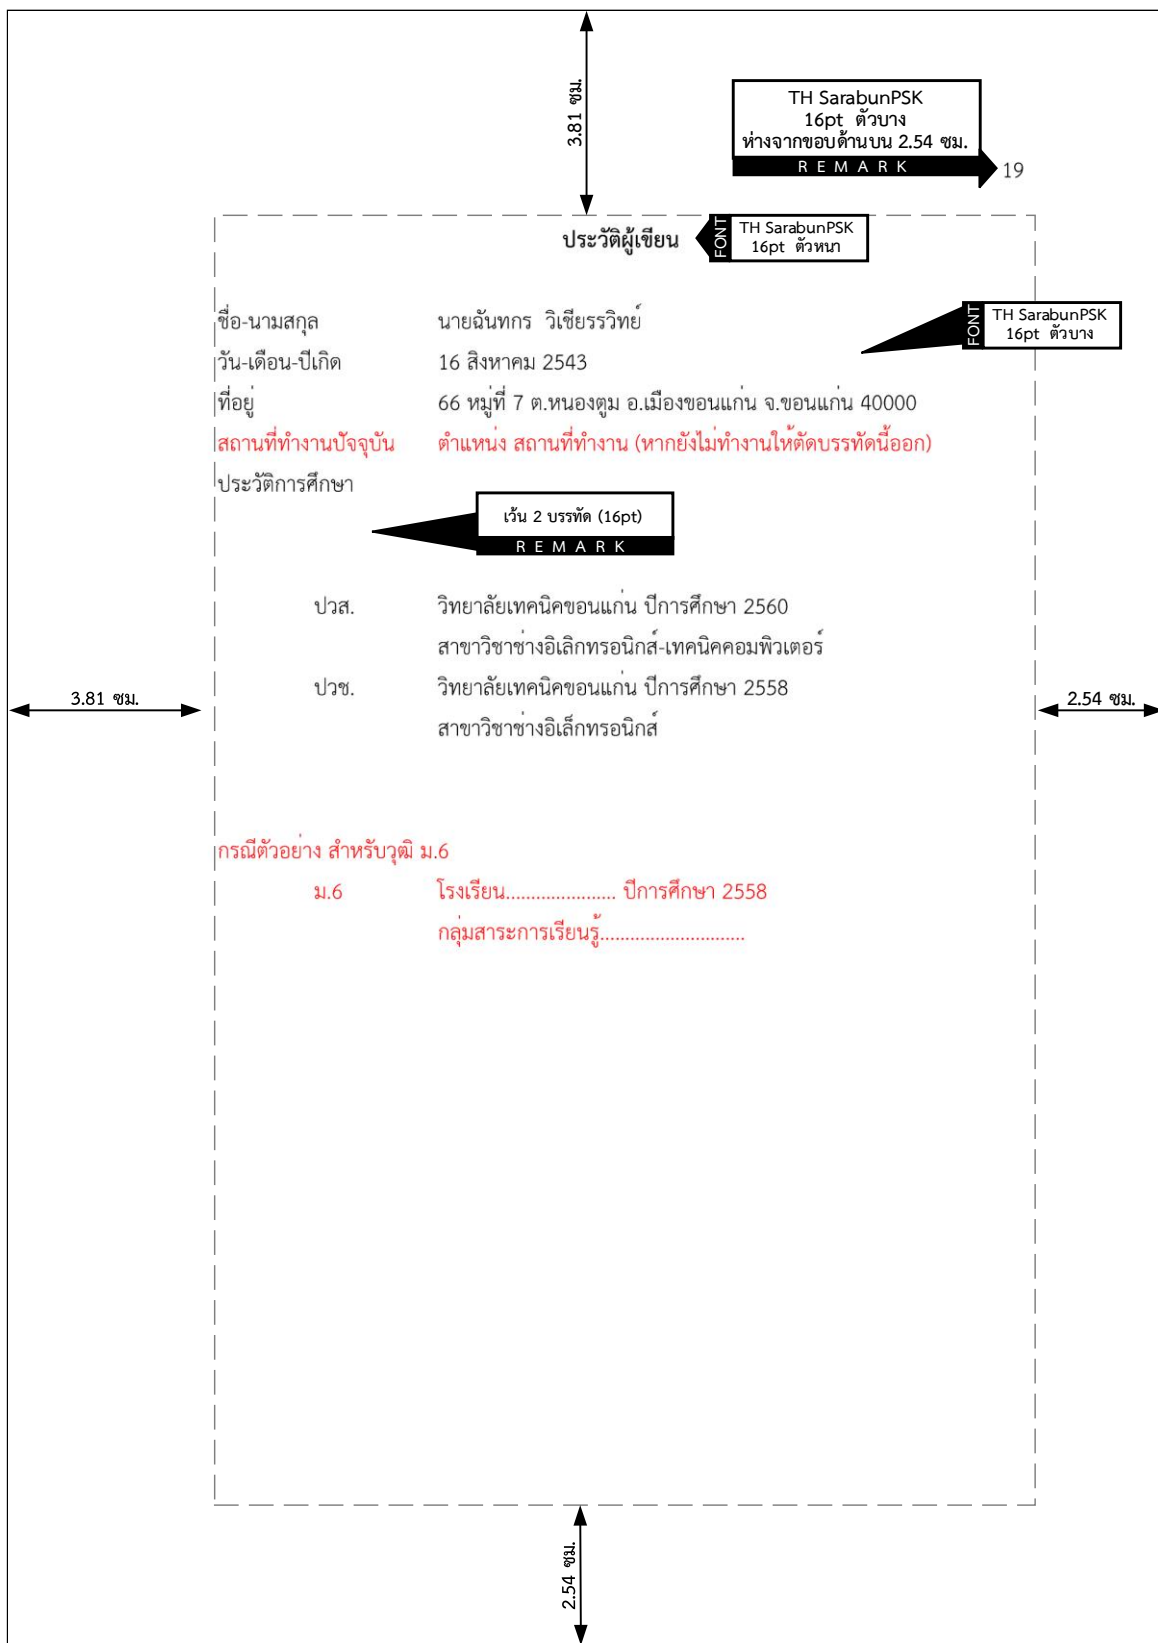 3.81 ซม.
TH SarabunPSK
16pt ตัวบาง
ห่างจากขอบด้านบน 2.54 ซม.
REMARK
19
ประวัติผู้เขียน
FONT
TH SarabunPSK
16pt ตัวหนา
ชื่อ-นามสกุล นายฉันทกร วิเชียรรวิทย์
FONT
TH SarabunPSK
16pt ตัวบาง
วัน-เดือน-ปีเกิด 16 สิงหาคม 2543
ที่อยู่ 66 หมู่ที่ 7 ต.หนองตูม อ.เมืองขอนแก่น จ.ขอนแก่น 40000
สถานที่ทำงานปัจจุบัน ตำแหน่ง สถานที่ทำงาน (หากยังไม่ทำงานให้ตัดบรรทัดนี้ออก)
ประวัติการศึกษา
เว้น 2 บรรทัด (16pt)
REMARK
ปวส. วิทยาลัยเทคนิคขอนแก่น ปีการศึกษา 2560
สาขาวิชาช่างอิเลิกทรอนิกส์-เทคนิคคอมพิวเตอร์
ปวช. วิทยาลัยเทคนิคขอนแก่น ปีการศึกษา 2558
3.81 ซม.
2.54 ซม.
สาขาวิชาช่างอิเล็กทรอนิกส์
กรณีตัวอย่าง สำหรับวุฒิ ม.6
ม.6 โรงเรียน...................... ปีการศึกษา 2558
กลุ่มสาระการเรียนรู้.............................
2.54 ซม.